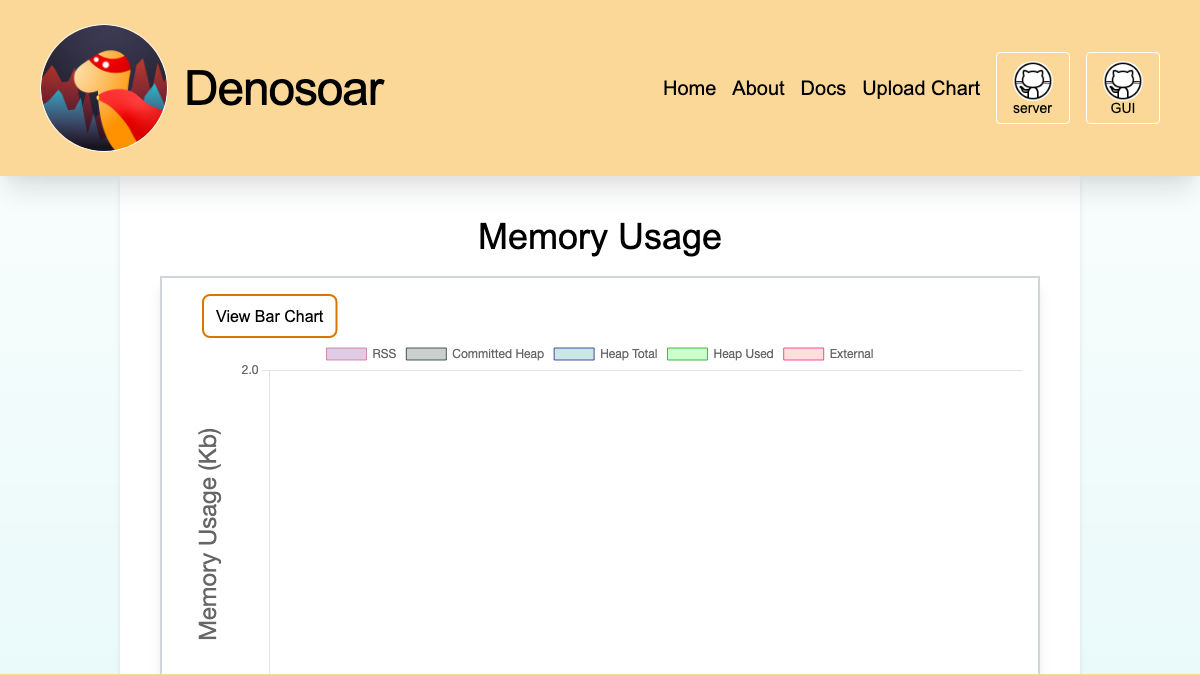 Denosoar
Home About Docs Upload Chart server GUI
Memory Usage
View Bar Chart
RSS Committed Heap Heap Total Heap Used External
2.0
Memory Usage (Kb)